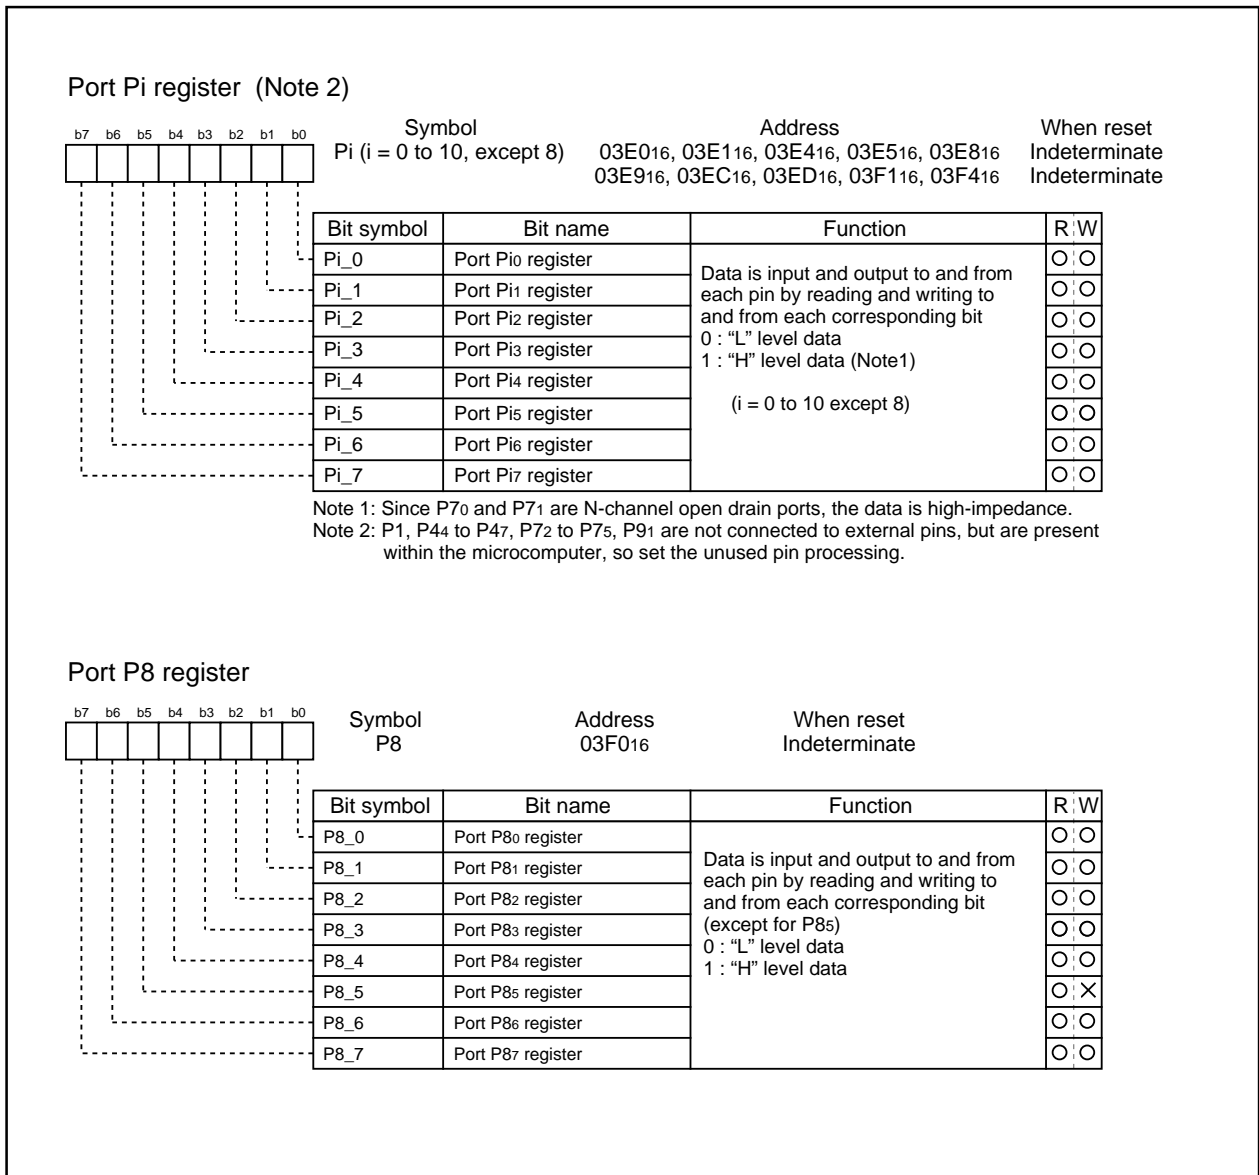 Port Pi register (Note 2)
b7 b6 b5 b4 b3 b2 b1 b0
Symbol Address When reset
Pi (i = 0 to 10, except 8) 03E016, 03E116, 03E416, 03E516, 03E816 Indeterminate
03E916, 03EC16, 03ED16, 03F116, 03F416 Indeterminate
Bit symbol Bit name Function R W
Pi_0 Port Pi0 register
Pi_1 Port Pi1 register
Pi_2 Port Pi2 register
Pi_3 Port Pi3 register
Pi_4 Port Pi4 register
Pi_5 Port Pi5 register
Pi_6 Port Pi6 register
Pi_7 Port Pi7 register
Data is input and output to and from
each pin by reading and writing to
and from each corresponding bit
0 : “L” level data
1 : “H” level data (Note1)
(i = 0 to 10 except 8)
Note 1: Since P70 and P71 are N-channel open drain ports, the data is high-impedance.
Note 2: P1, P44 to P47, P72 to P75, P91 are not connected to external pins, but are present
within the microcomputer, so set the unused pin processing.
Port P8 register
b7 b6 b5 b4 b3 b2 b1 b0
Symbol Address When reset
P8 03F016 Indeterminate
Bit symbol Bit name Function R W
P8_0 Port P80 register
P8_1 Port P81 register
P8_2 Port P82 register
P8_3 Port P83 register
P8_4 Port P84 register
P8_5 Port P85 register
P8_6 Port P86 register
P8_7 Port P87 register
Data is input and output to and from
each pin by reading and writing to
and from each corresponding bit
(except for P85)
0 : “L” level data
1 : “H” level data